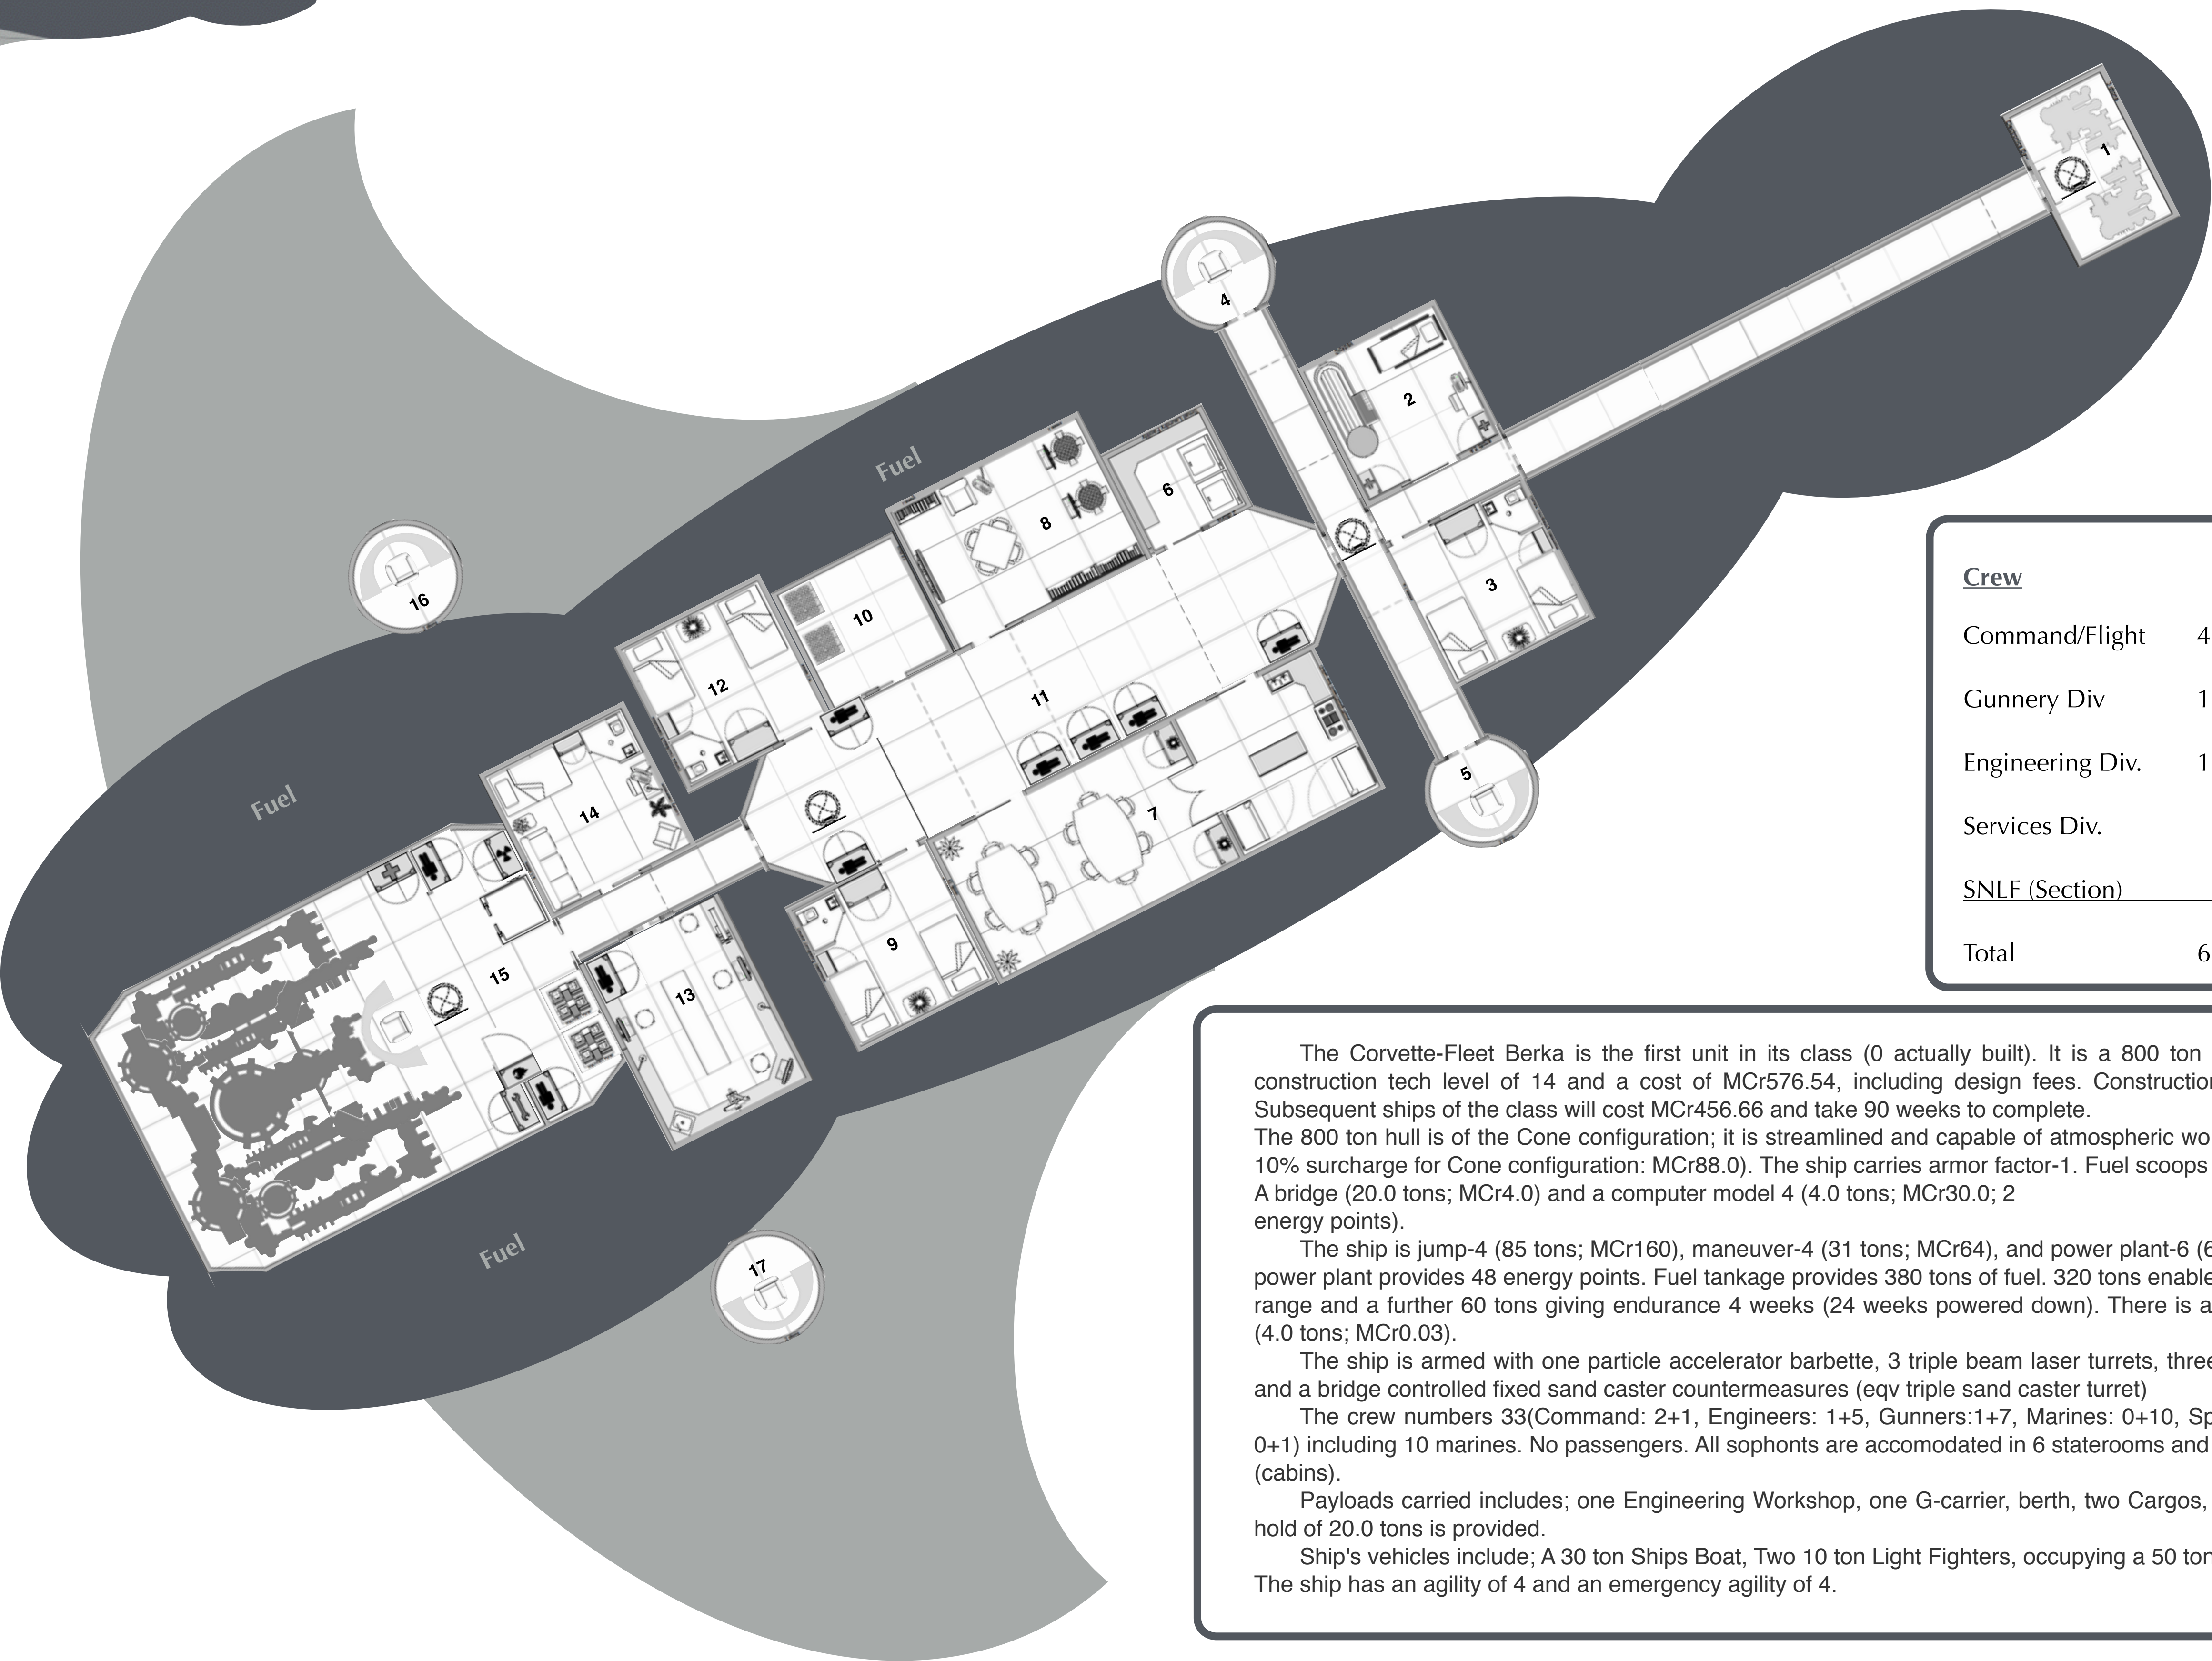 1
4
2
3
5
6
8
10
12
11
7
14
9
13
15
16
17
Fuel
Fuel
Fuel
Crew
Command/Flight 4
Gunnery Div 1
Engineering Div. 1
Services Div.
SNLF (Section)
Total 6
The Corvette-Fleet Berka is the first unit in its class (0 actually built). It is a 800 ton
construction tech level of 14 and a cost of MCr576.54, including design fees. Construction
Subsequent ships of the class will cost MCr456.66 and take 90 weeks to complete.
The 800 ton hull is of the Cone configuration; it is streamlined and capable of atmospheric wo
10% surcharge for Cone configuration: MCr88.0). The ship carries armor factor-1. Fuel scoops
A bridge (20.0 tons; MCr4.0) and a computer model 4 (4.0 tons; MCr30.0; 2
energy points).
The ship is jump-4 (85 tons; MCr160), maneuver-4 (31 tons; MCr64), and power plant-6 (6
power plant provides 48 energy points. Fuel tankage provides 380 tons of fuel. 320 tons enable
range and a further 60 tons giving endurance 4 weeks (24 weeks powered down). There is a
(4.0 tons; MCr0.03).
The ship is armed with one particle accelerator barbette, 3 triple beam laser turrets, three
and a bridge controlled fixed sand caster countermeasures (eqv triple sand caster turret)
The crew numbers 33(Command: 2+1, Engineers: 1+5, Gunners:1+7, Marines: 0+10, Sp
0+1) including 10 marines. No passengers. All sophonts are accomodated in 6 staterooms and
(cabins).
Payloads carried includes; one Engineering Workshop, one G-carrier, berth, two Cargos,
hold of 20.0 tons is provided.
Ship's vehicles include; A 30 ton Ships Boat, Two 10 ton Light Fighters, occupying a 50 ton
The ship has an agility of 4 and an emergency agility of 4.